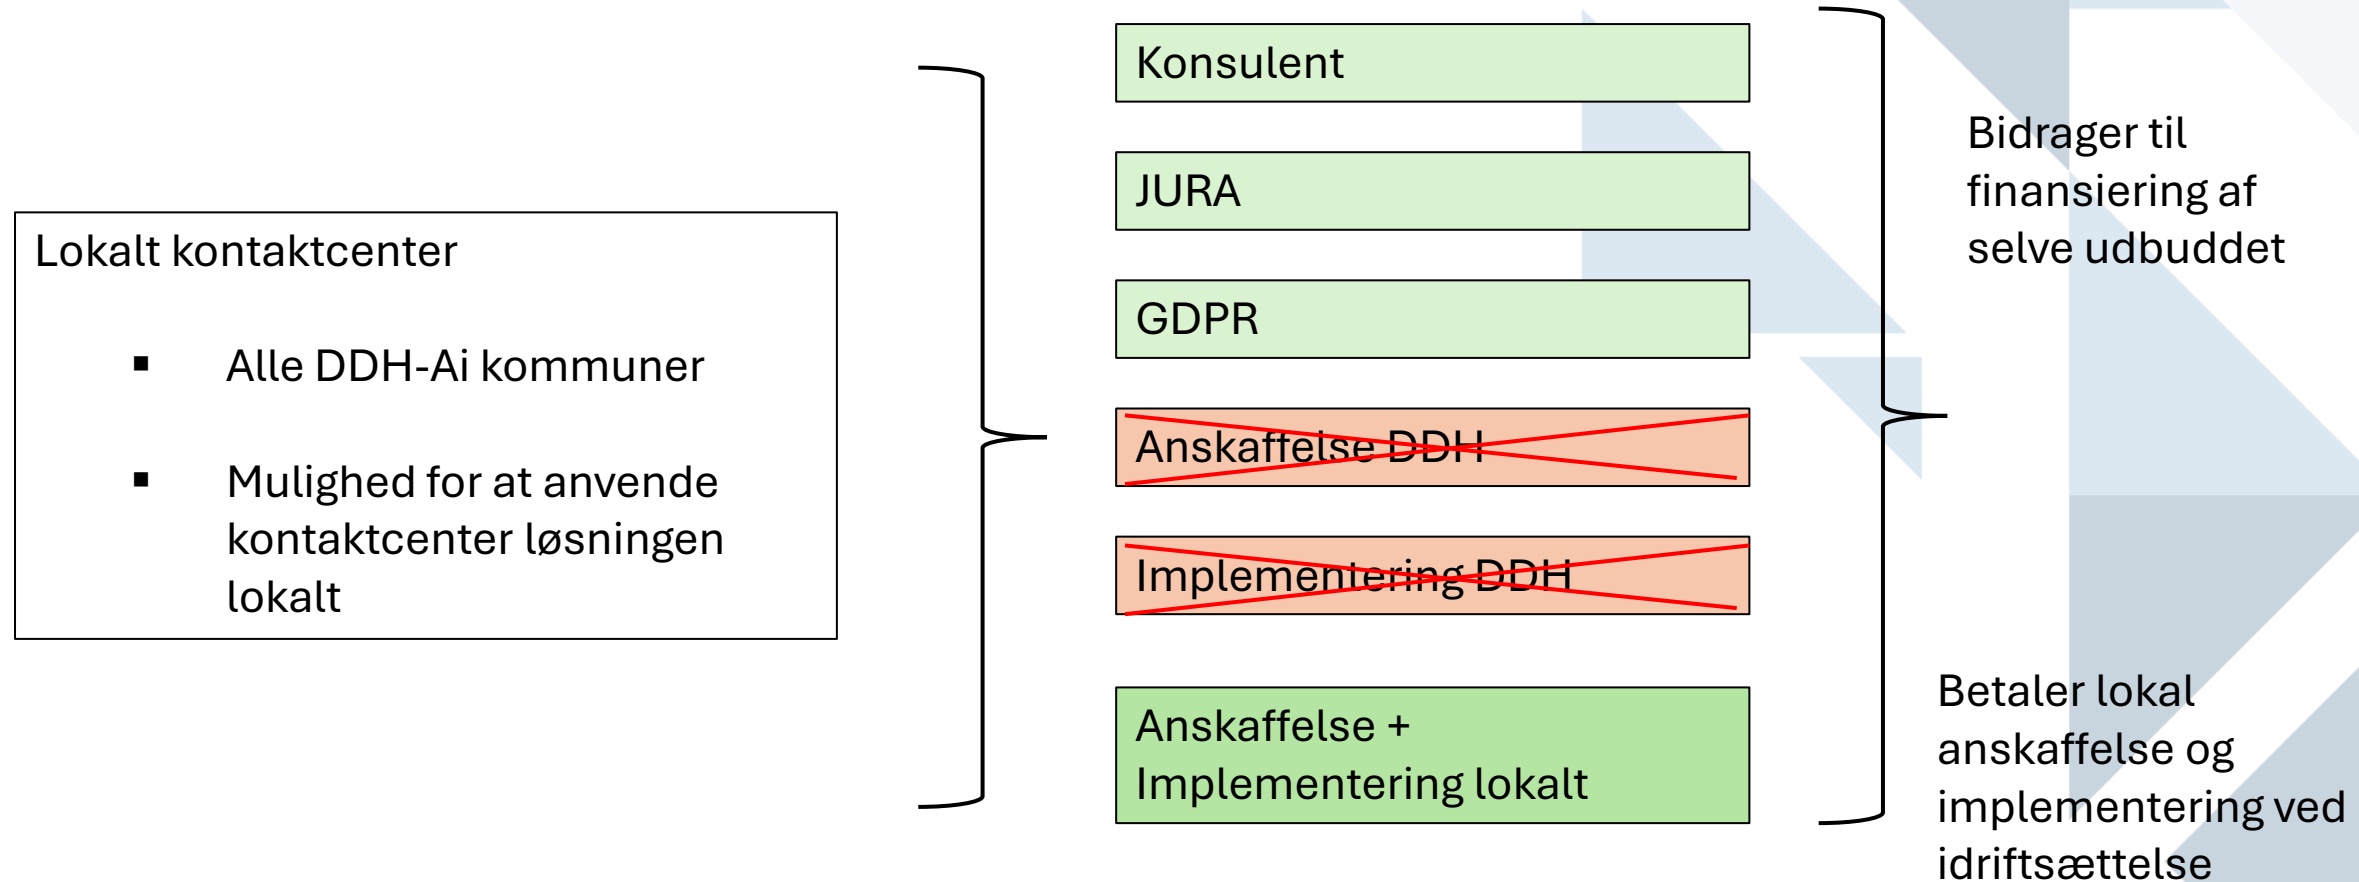 Lokalt kontaktcenter
▪ Alle DDH-Ai kommuner
▪ Mulighed for at anvende
kontaktcenter løsningen
lokalt
Konsulent
JURA
GDPR
Anskaffelse DDH
Implementering DDH
Anskaffelse +
Implementering lokalt
Bidrager til
finansiering af
selve udbuddet
Betaler lokal
anskaffelse og
implementering ved
idriftsættelse